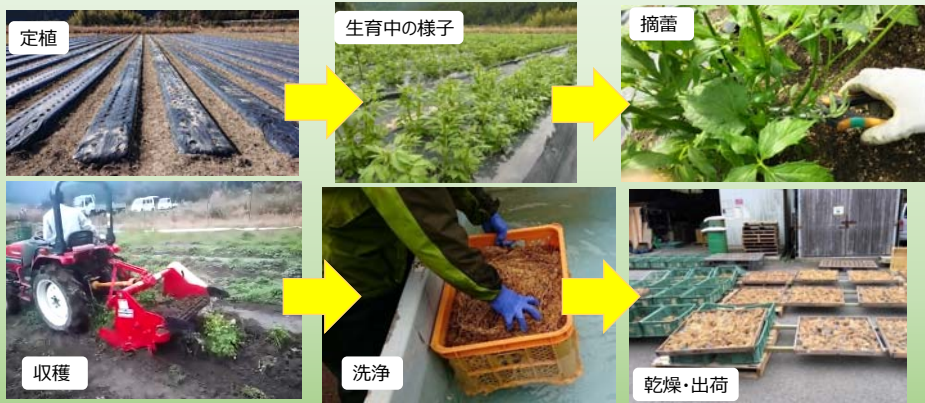 定植
生育中の様子
摘蕾
収穫
洗浄
乾燥・出荷